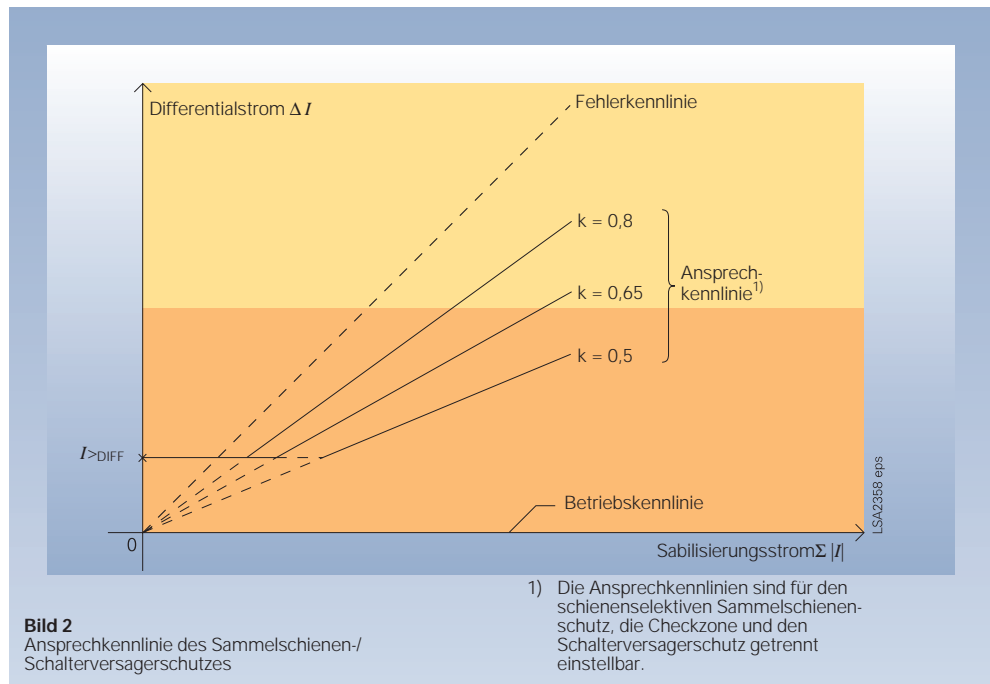 Differentialstrom Δ I
Fehlerkennlinie
k = 0,8
k = 0,65
k = 0,5
Ansprech-
kennlinie1)
I>DIFF
Betriebskennlinie
0
Sabilisierungsstrom Σ |I|
LSA2358 eps
Bild 2
Ansprechkennlinie des Sammelschienen-/
Schalterversagerschutzes
1) Die Ansprechkennlinien sind für den
schienenselektiven Sammelschienen-
schutz, die Checkzone und den
Schalterversagerschutz getrennt
einstellbar.